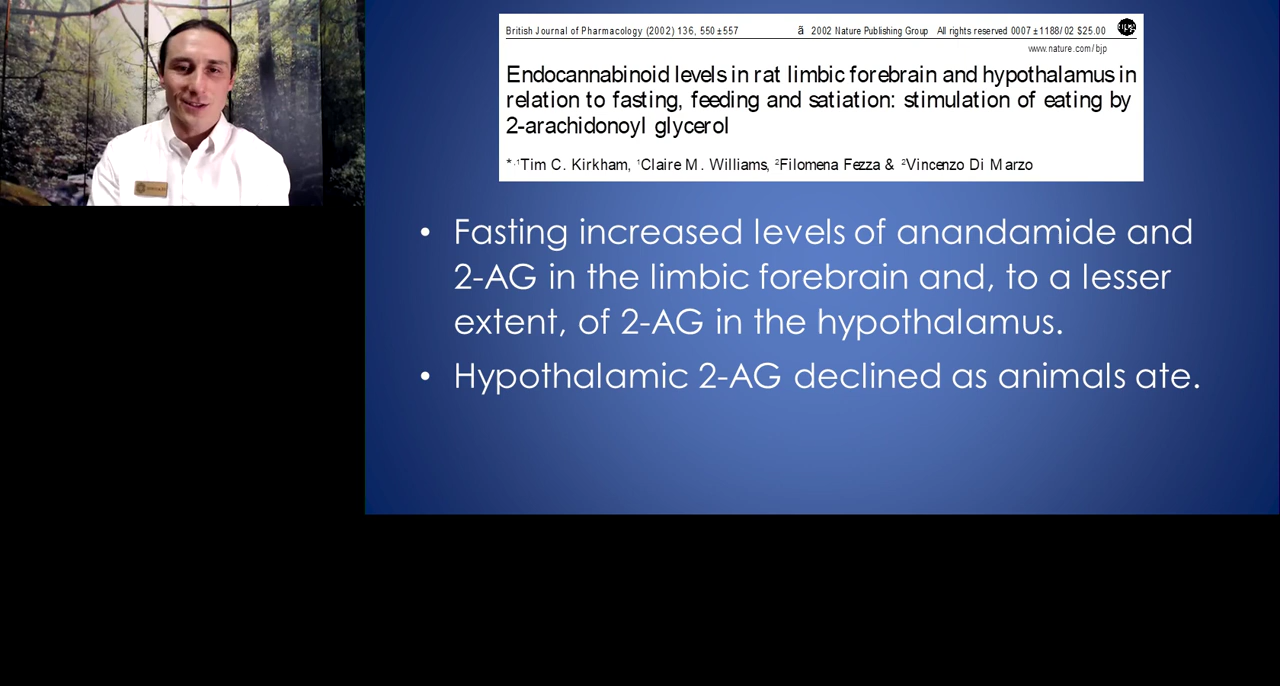 British Journal of Pharmacology (2002) 136, 550±557 ã 2002 Nature Publishing Group All rights reserved 0007±1188/02 $25.00
www.nature.com/bjp
Endocannabinoid levels in rat limbic forebrain and hypothalamus in
relation to fasting, feeding and satiation: stimulation of eating by
2-arachidonoyl glycerol
*,¹Tim C. Kirkham, ¹Claire M. Williams, ²Filomena Fezza & ²Vincenzo Di Marzo
• Fasting increased levels of anandamide and
2-AG in the limbic forebrain and, to a lesser
extent, of 2-AG in the hypothalamus.
• Hypothalamic 2-AG declined as animals ate.